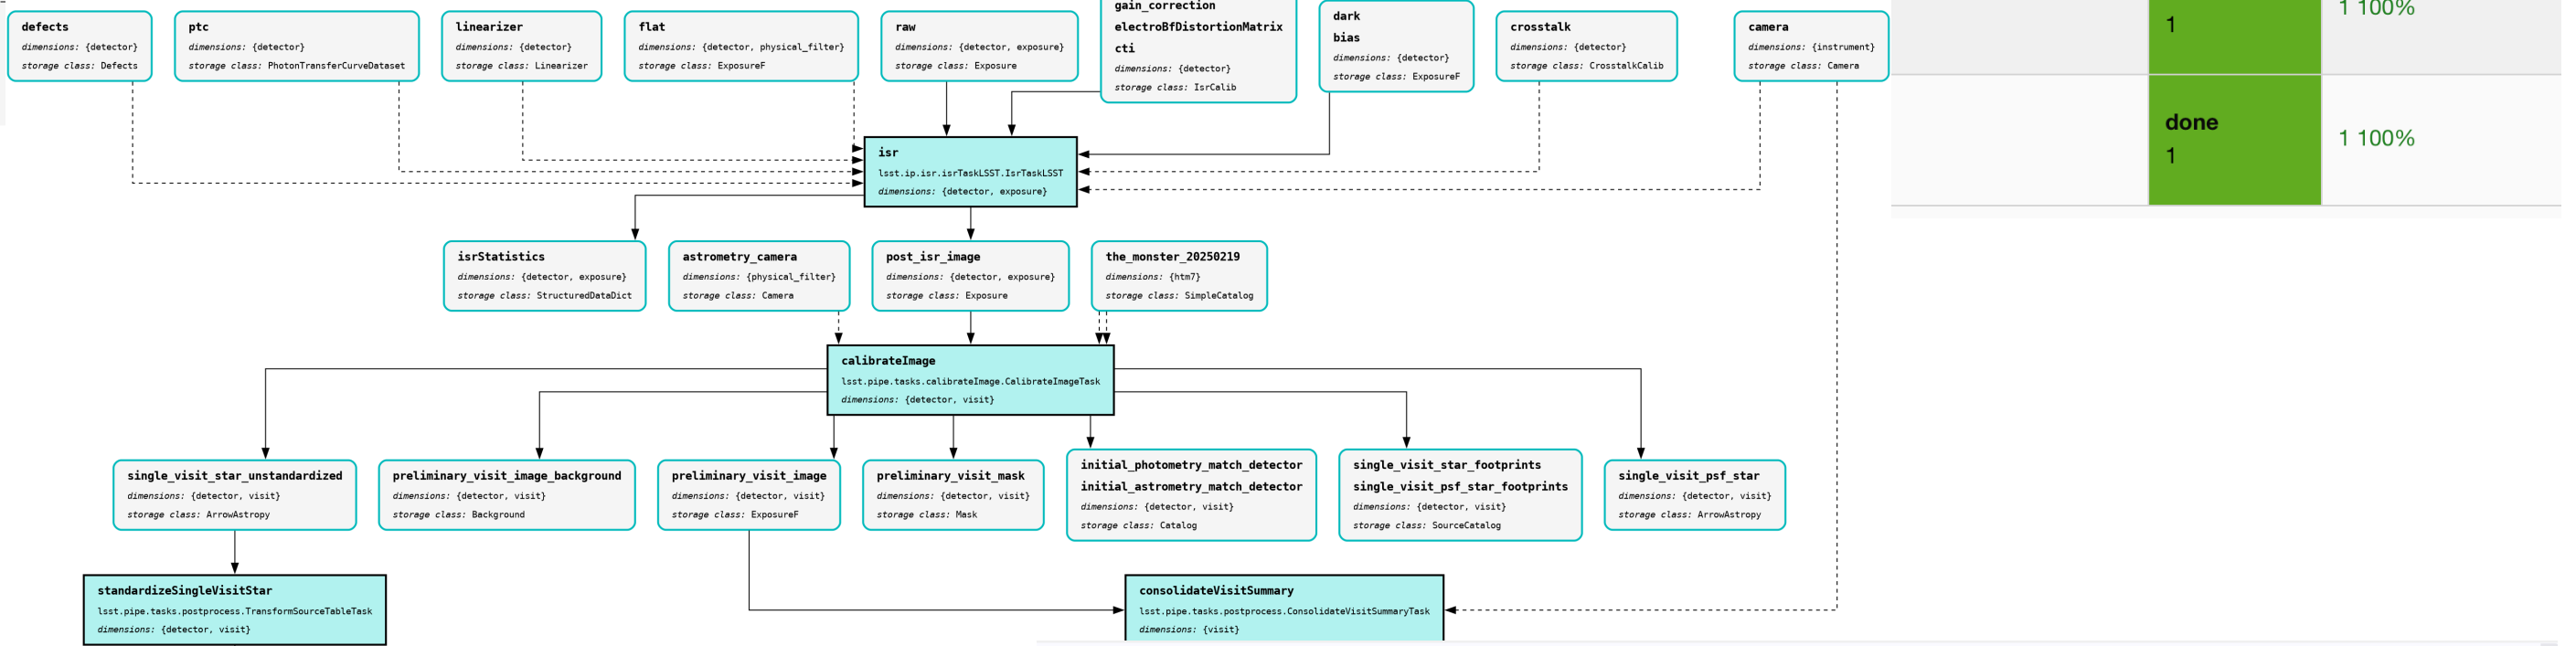 defects
dimensions: {detector}
storage class: Defects
ptc
dimensions: {detector}
storage class: PhotonTransferCurveDataset
linearizer
dimensions: {detector}
storage class: Linearizer
flat
dimensions: {detector, physical_filter}
storage class: ExposureF
raw
dimensions: {detector, exposure}
storage class: Exposure
gain_correction
electroBfDistortionMatrix
cti
dimensions: {detector}
storage class: IsrCalib
dark
bias
dimensions: {detector}
storage class: ExposureF
crosstalk
dimensions: {detector}
storage class: CrosstalkCalib
camera
dimensions: {instrument}
storage class: Camera
1
1 100%
done
1
1 100%
isr
lsst.ip.isr.isrTaskLSST.IsrTaskLSST
dimensions: {detector, exposure}
isrStatistics
dimensions: {detector, exposure}
storage class: StructuredDataDict
astrometry_camera
dimensions: {physical_filter}
storage class: Camera
post_isr_image
dimensions: {detector, exposure}
storage class: Exposure
the_monster_20250219
dimensions: {htm7}
storage class: SimpleCatalog
calibrateImage
lsst.pipe.tasks.calibrateImage.CalibrateImageTask
dimensions: {detector, visit}
single_visit_star_unstandardized
dimensions: {detector, visit}
storage class: ArrowAstropy
preliminary_visit_image_background
dimensions: {detector, visit}
storage class: Background
preliminary_visit_image
dimensions: {detector, visit}
storage class: ExposureF
preliminary_visit_mask
dimensions: {detector, visit}
storage class: Mask
initial_photometry_match_detector
initial_astrometry_match_detector
dimensions: {detector, visit}
storage class: Catalog
single_visit_star_footprints
single_visit_psf_star_footprints
dimensions: {detector, visit}
storage class: SourceCatalog
single_visit_psf_star
dimensions: {detector, visit}
storage class: ArrowAstropy
standardizeSingleVisitStar
lsst.pipe.tasks.postprocess.TransformSourceTableTask
dimensions: {detector, visit}
consolidateVisitSummary
lsst.pipe.tasks.postprocess.ConsolidateVisitSummaryTask
dimensions: {visit}